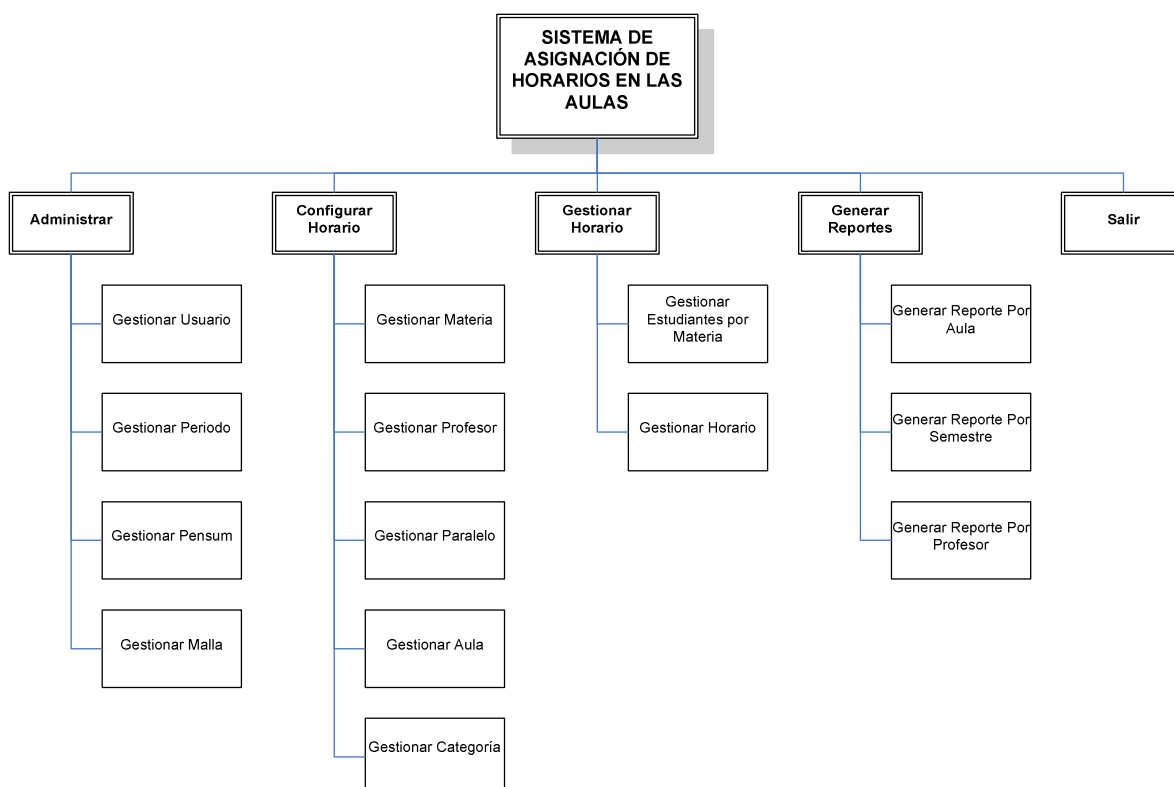 SISTEMA DE
ASIGNACIÓN DE
HORARIOS EN LAS
AULAS
Administrar
Configurar
Horario
Gestionar
Horario
Generar
Reportes
Salir
Gestionar Usuario
Gestionar Periodo
Gestionar Pensum
Gestionar Malla
Gestionar Materia
Gestionar Profesor
Gestionar Paralelo
Gestionar Aula
Gestionar Categoría
Gestionar
Estudiantes por
Materia
Gestionar Horario
Generar Reporte Por
Aula
Generar Reporte Por
Semestre
Generar Reporte Por
Profesor